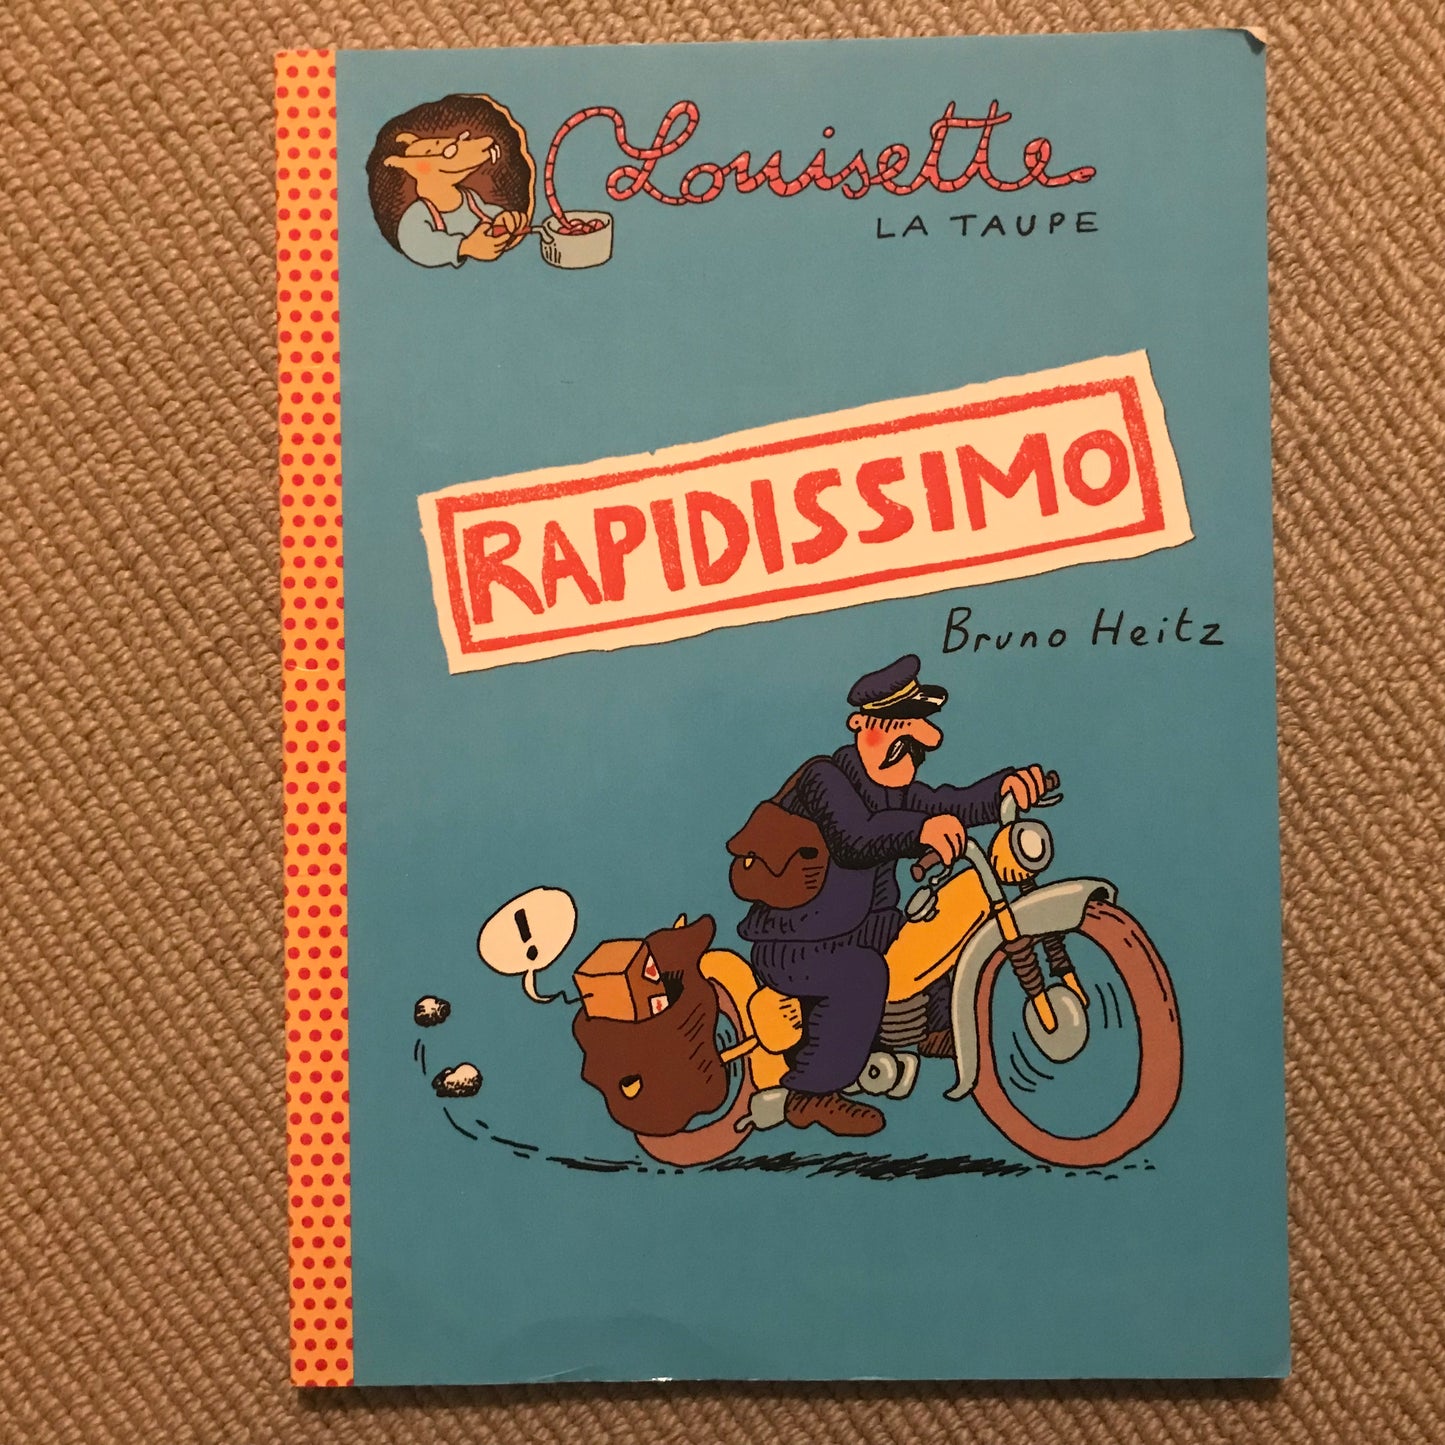 Louisette
LA TAUPE
RAPIDISSIMO
Bruno Heitz
!